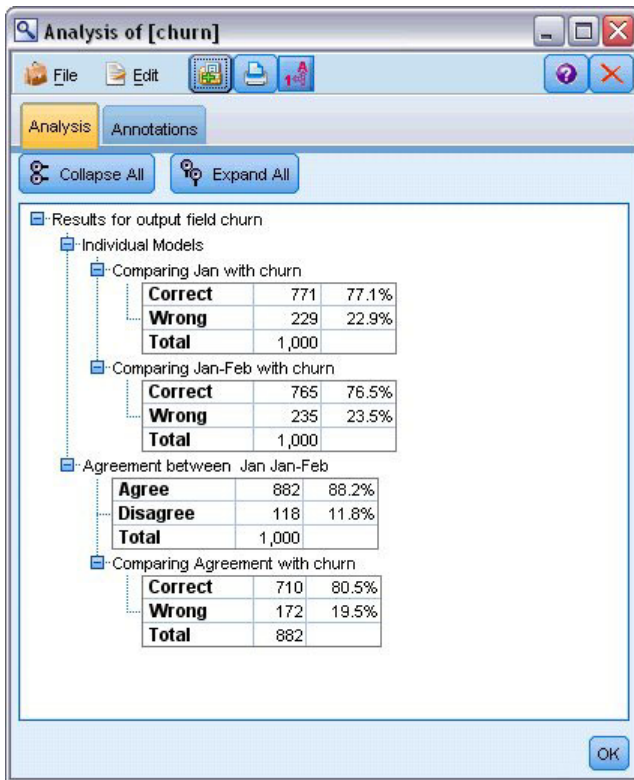 Analysis of [churn]
File Edit
Analysis Annotations
Collapse All Expand All
Results for output field churn
Individual Models
Comparing Jan with churn
Correct 771 77.1%
Wrong 229 22.9%
Total 1,000
Comparing Jan-Feb with churn
Correct 765 76.5%
Wrong 235 23.5%
Total 1,000
Agreement between Jan Jan-Feb
Agree 882 88.2%
Disagree 118 11.8%
Total 1,000
Comparing Agreement with churn
Correct 710 80.5%
Wrong 172 19.5%
Total 882
OK